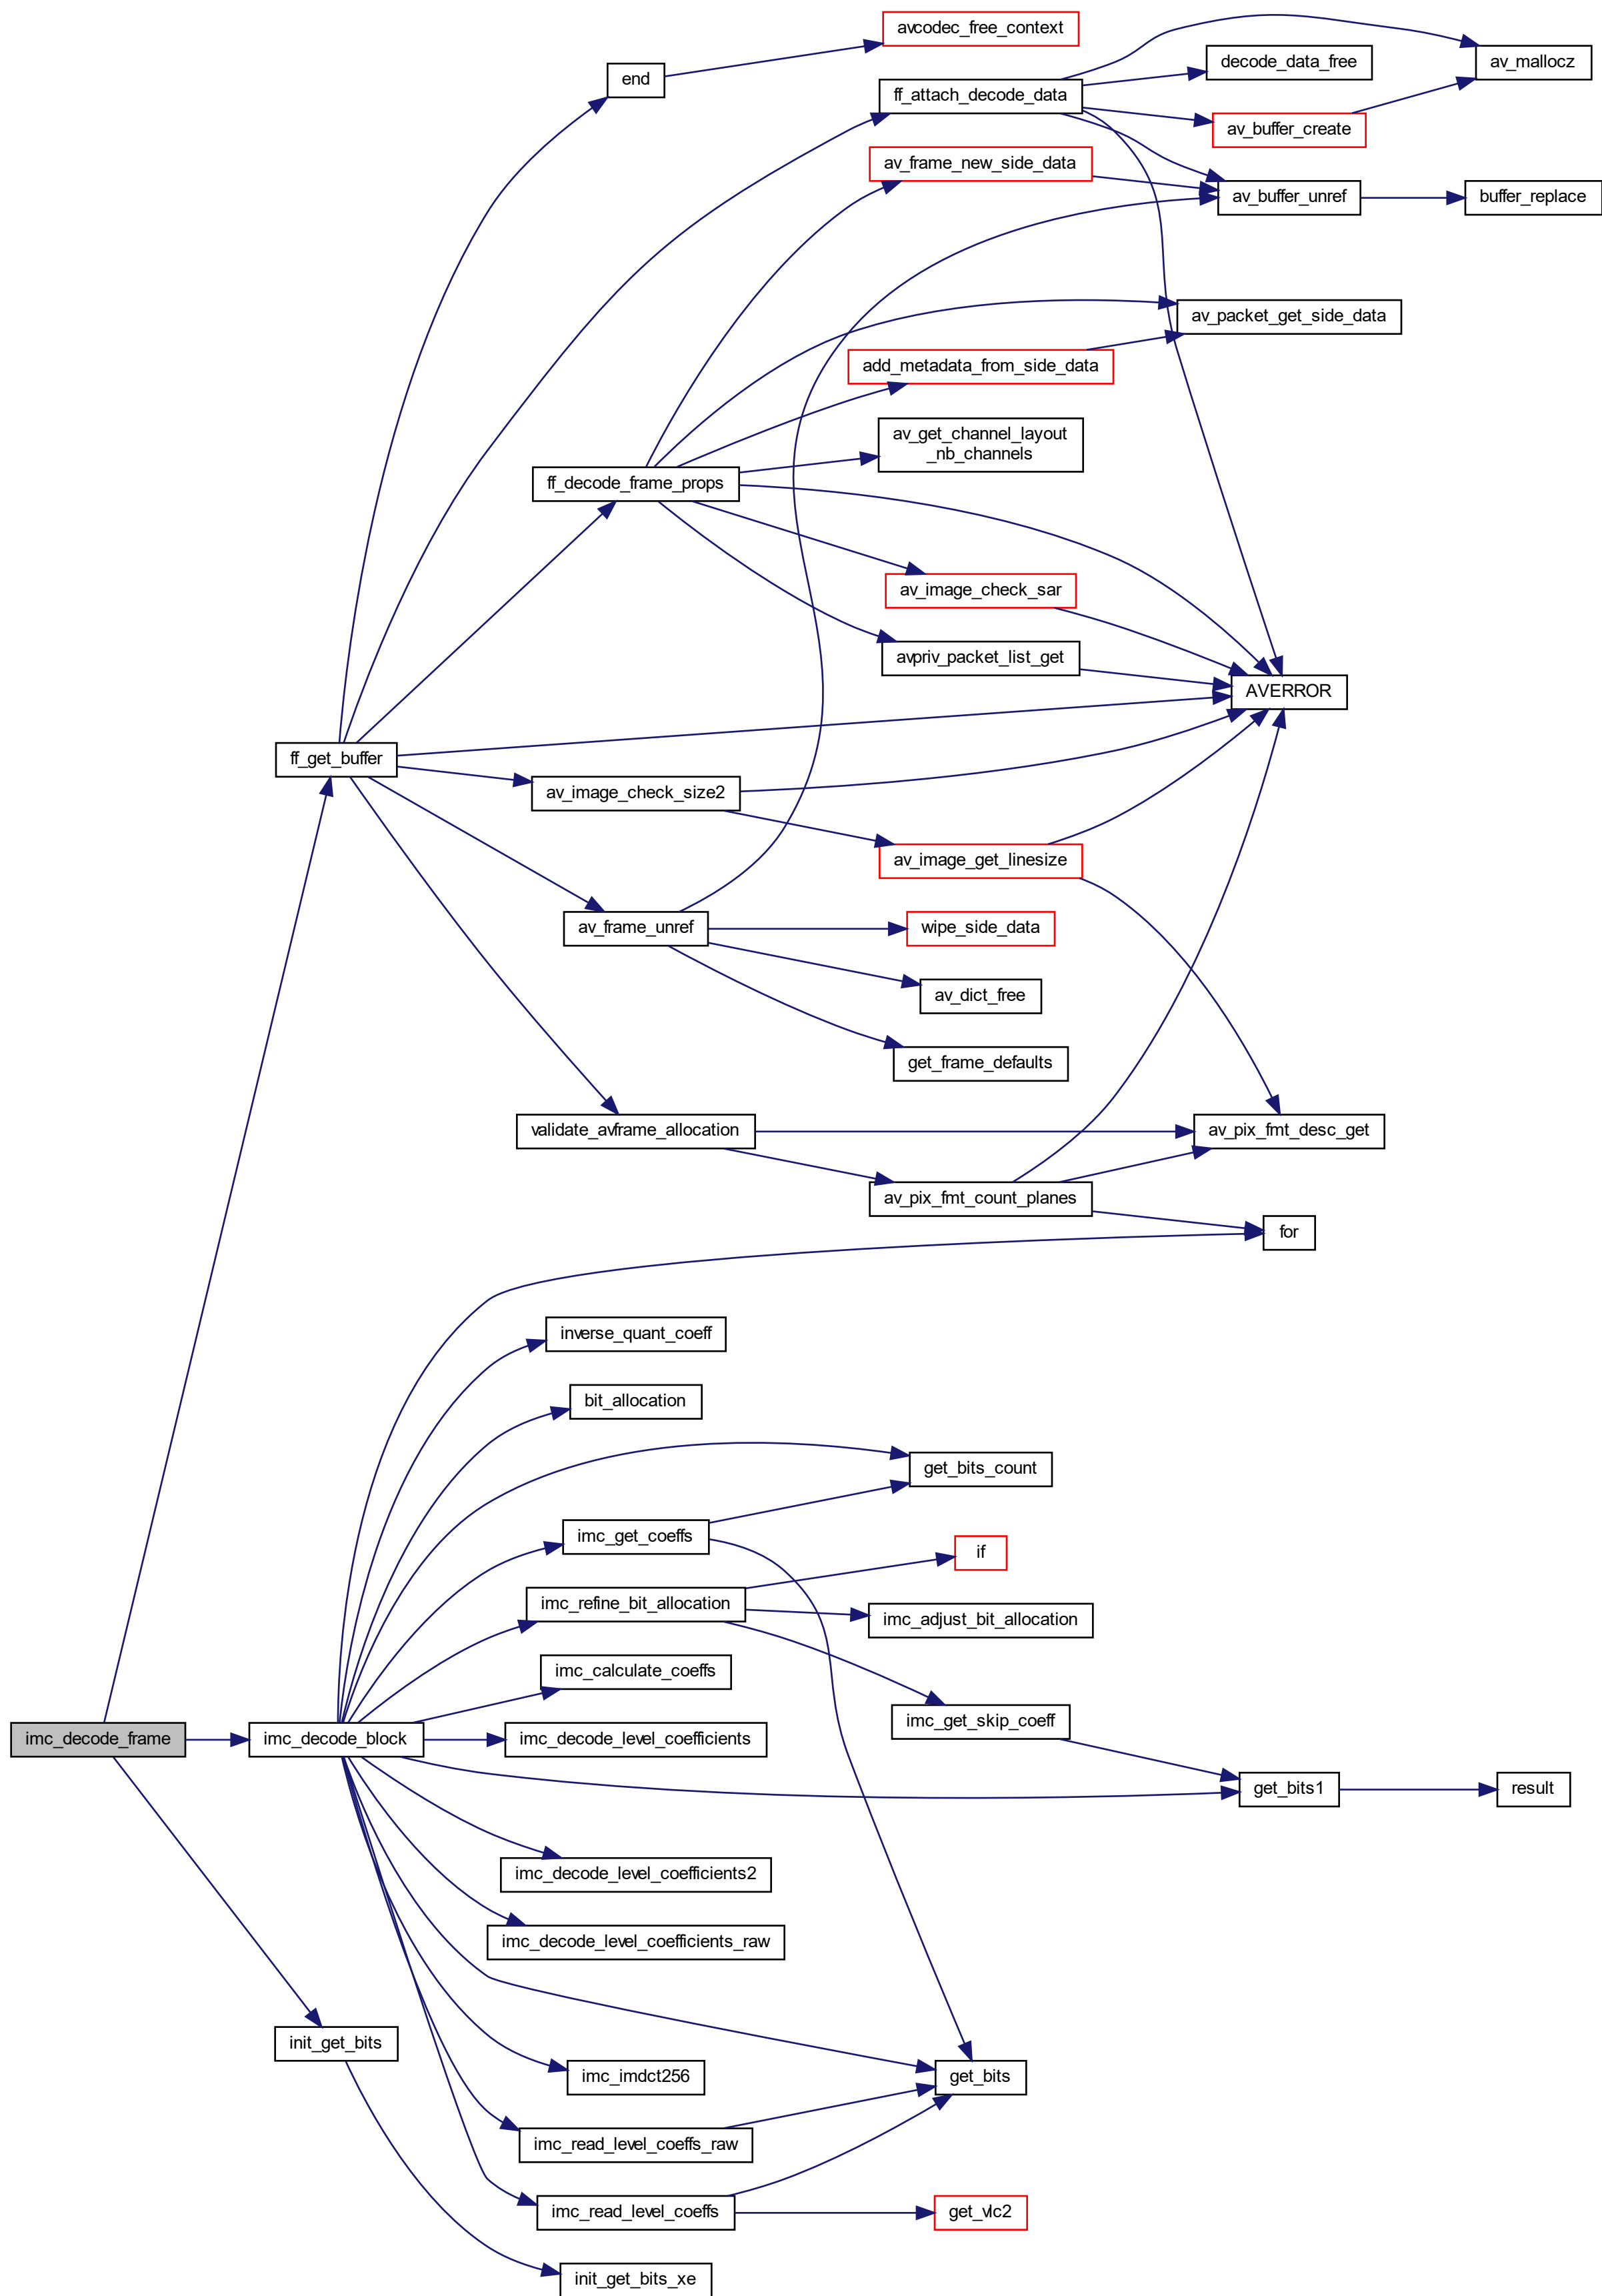 avcodec_free_context
end
decode_data_free
av_mallocz
ff_attach_decode_data
av_buffer_create
av_frame_new_side_data
av_buffer_unref
buffer_replace
av_packet_get_side_data
add_metadata_from_side_data
av_get_channel_layout
_nb_channels
ff_decode_frame_props
av_image_check_sar
avpriv_packet_list_get
AVERROR
ff_get_buffer
av_image_check_size2
av_image_get_linesize
av_frame_unref
wipe_side_data
av_dict_free
get_frame_defaults
validate_avframe_allocation
av_pix_fmt_desc_get
av_pix_fmt_count_planes
for
inverse_quant_coeff
bit_allocation
get_bits_count
imc_get_coeffs
if
imc_refine_bit_allocation
imc_adjust_bit_allocation
imc_calculate_coeffs
imc_get_skip_coeff
imc_decode_frame
imc_decode_block
imc_decode_level_coefficients
get_bits1
result
imc_decode_level_coefficients2
imc_decode_level_coefficients_raw
init_get_bits
imc_imdct256
get_bits
imc_read_level_coeffs_raw
imc_read_level_coeffs
get_vlc2
init_get_bits_xe